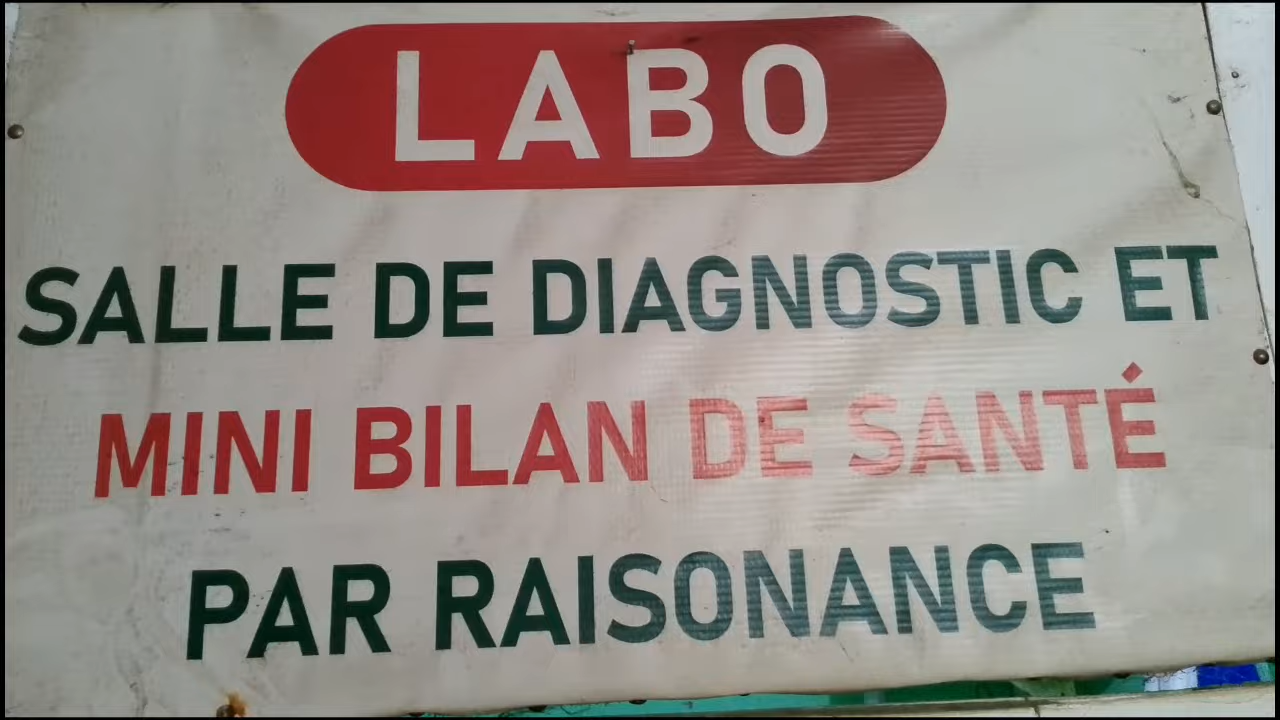 LABO
SALLE DE DIAGNOSTIC ET
MINI BILAN DE SANTÉ
PAR RAISONANCE